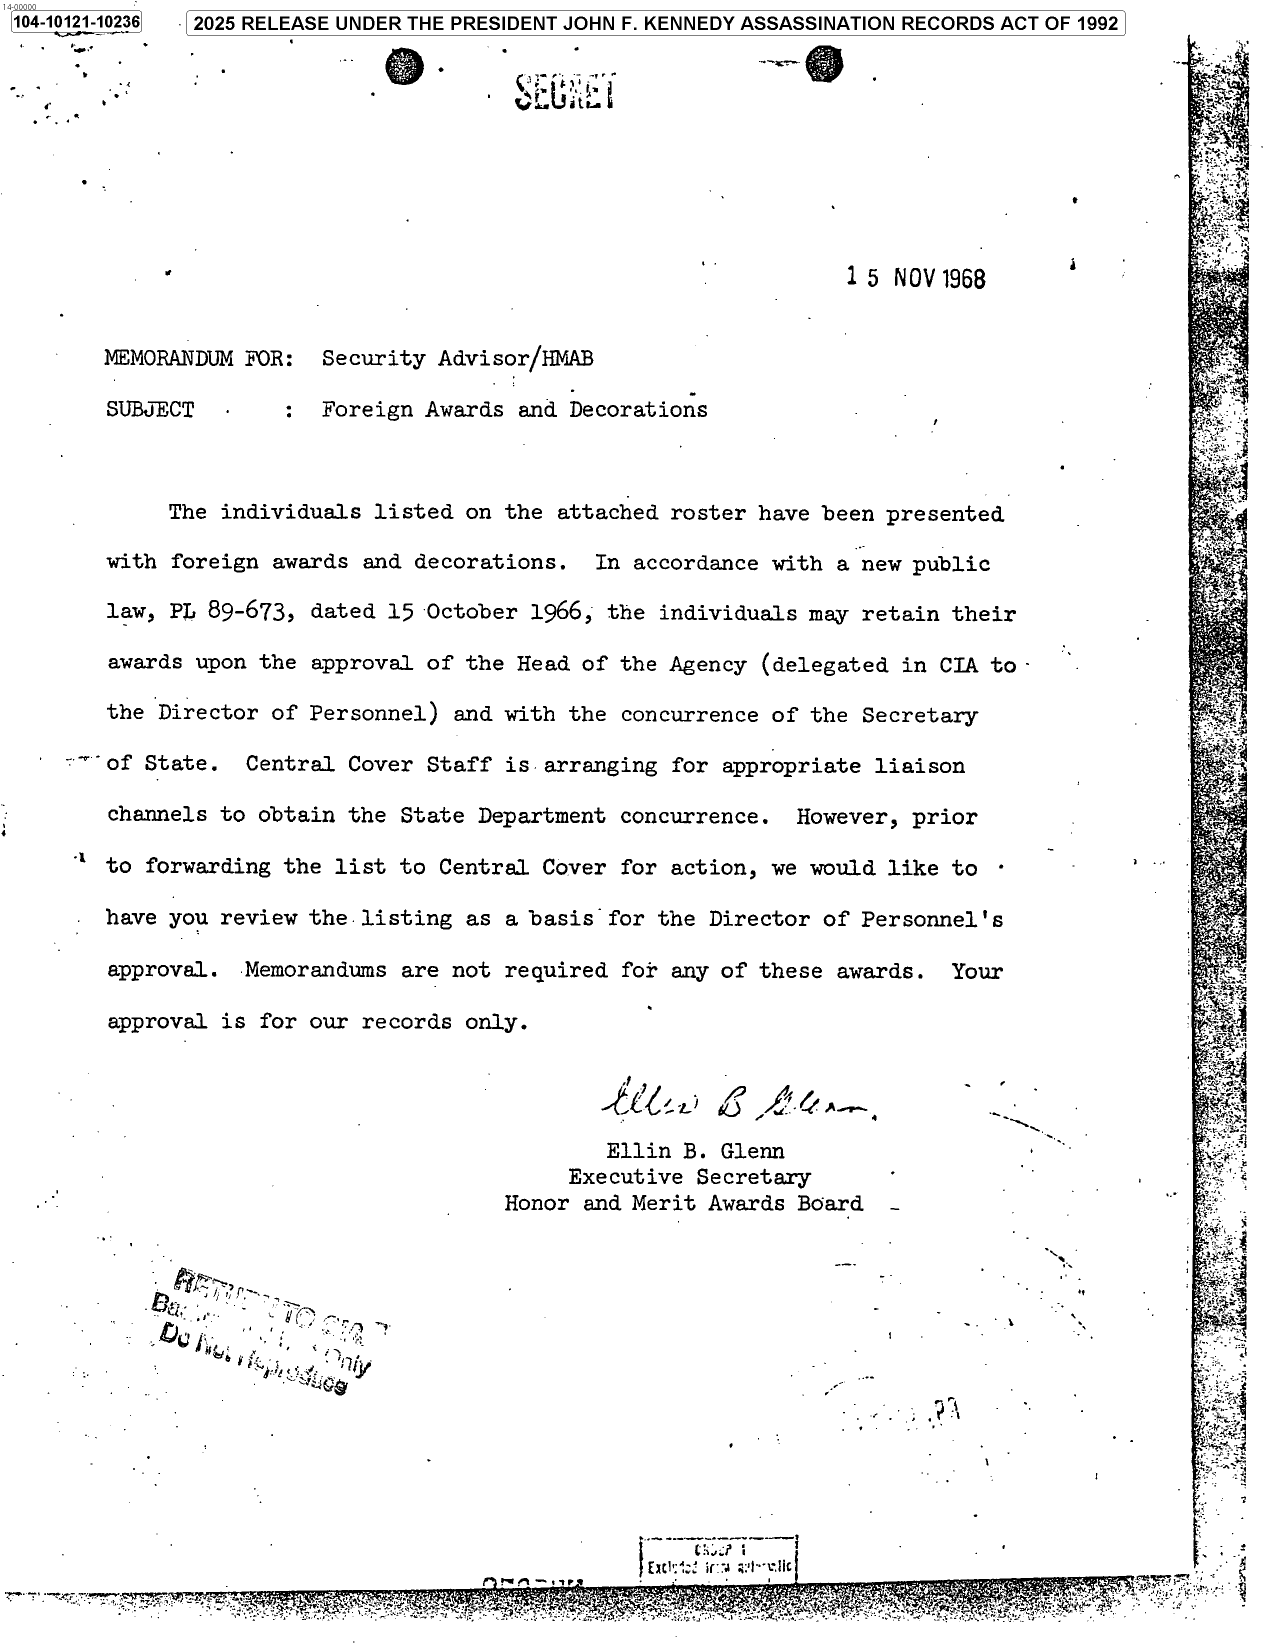 14-00000
104-10121-10236
2025 RELEASE UNDER THE PRESIDENT JOHN F. KENNEDY ASSASSINATION RECORDS ACT OF 1992
SECRET
15 NOV 1968
MEMORANDUM FOR: Security Advisor/HMAB
SUBJECT : Foreign Awards and Decorations
The individuals listed on the attached roster have been presented
with foreign awards and decorations. In accordance with a new public
law, PL 89-673, dated 15 October 1966, the individuals may retain their
awards upon the approval of the Head of the Agency (delegated in CIA to
the Director of Personnel) and with the concurrence of the Secretary
of State. Central Cover Staff is arranging for appropriate liaison
channels to obtain the State Department concurrence. However, prior
to forwarding the list to Central Cover for action, we would like to
have you review the listing as a basis for the Director of Personnel's
approval. Memorandums are not required for any of these awards. Your
approval is for our records only.
Ellin B Glenn
Ellin B. Glenn
Executive Secretary
Honor and Merit Awards Board
RETURN TO CIA
Only
Do Not Reproduce
GROUP 1
Excluded from automatic